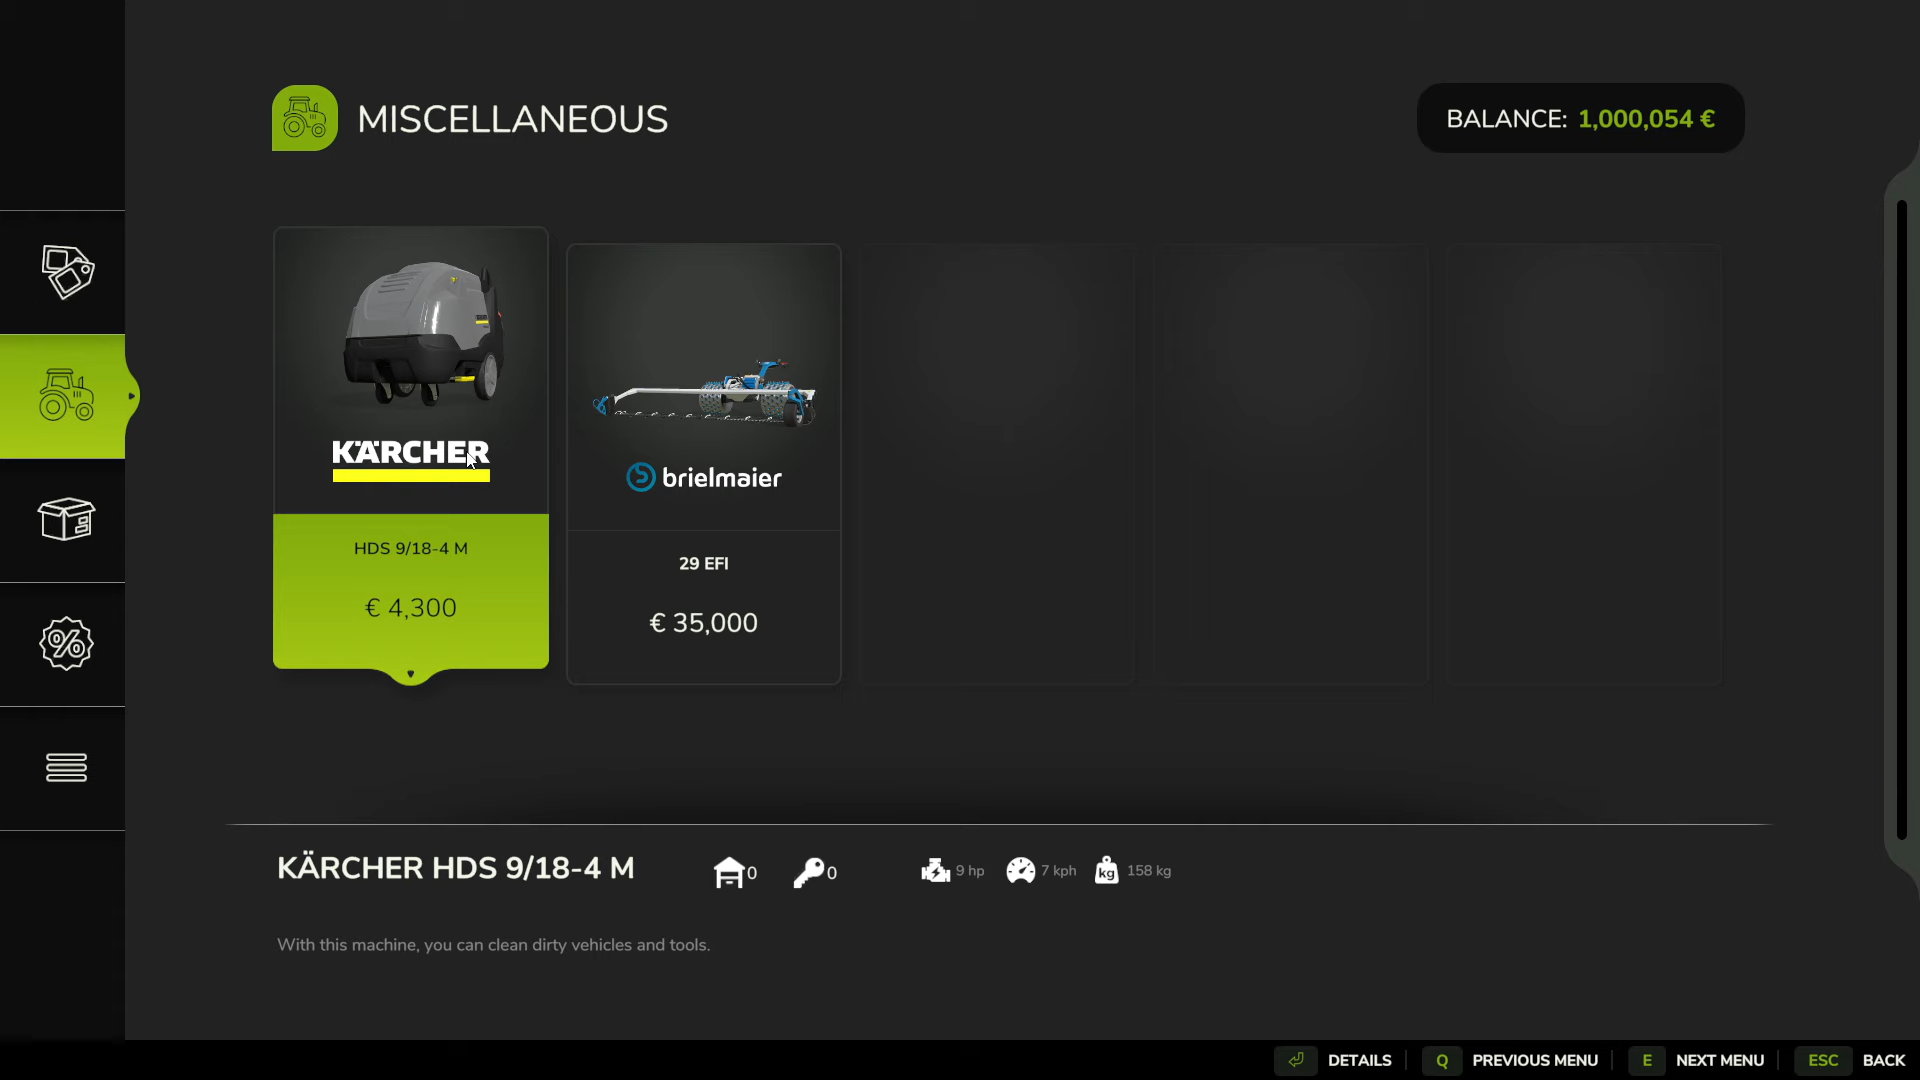 MISCELLANEOUS
BALANCE: 1,000,054 €
KÄRCHER
HDS 9/18-4 M
€ 4,300
brielmaier
29 EFI
€ 35,000
KÄRCHER HDS 9/18-4 M
0
0
9 hp
7 kph
kg
158 kg
With this machine, you can clean dirty vehicles and tools.
DETAILS
Q PREVIOUS MENU
E NEXT MENU
ESC BACK